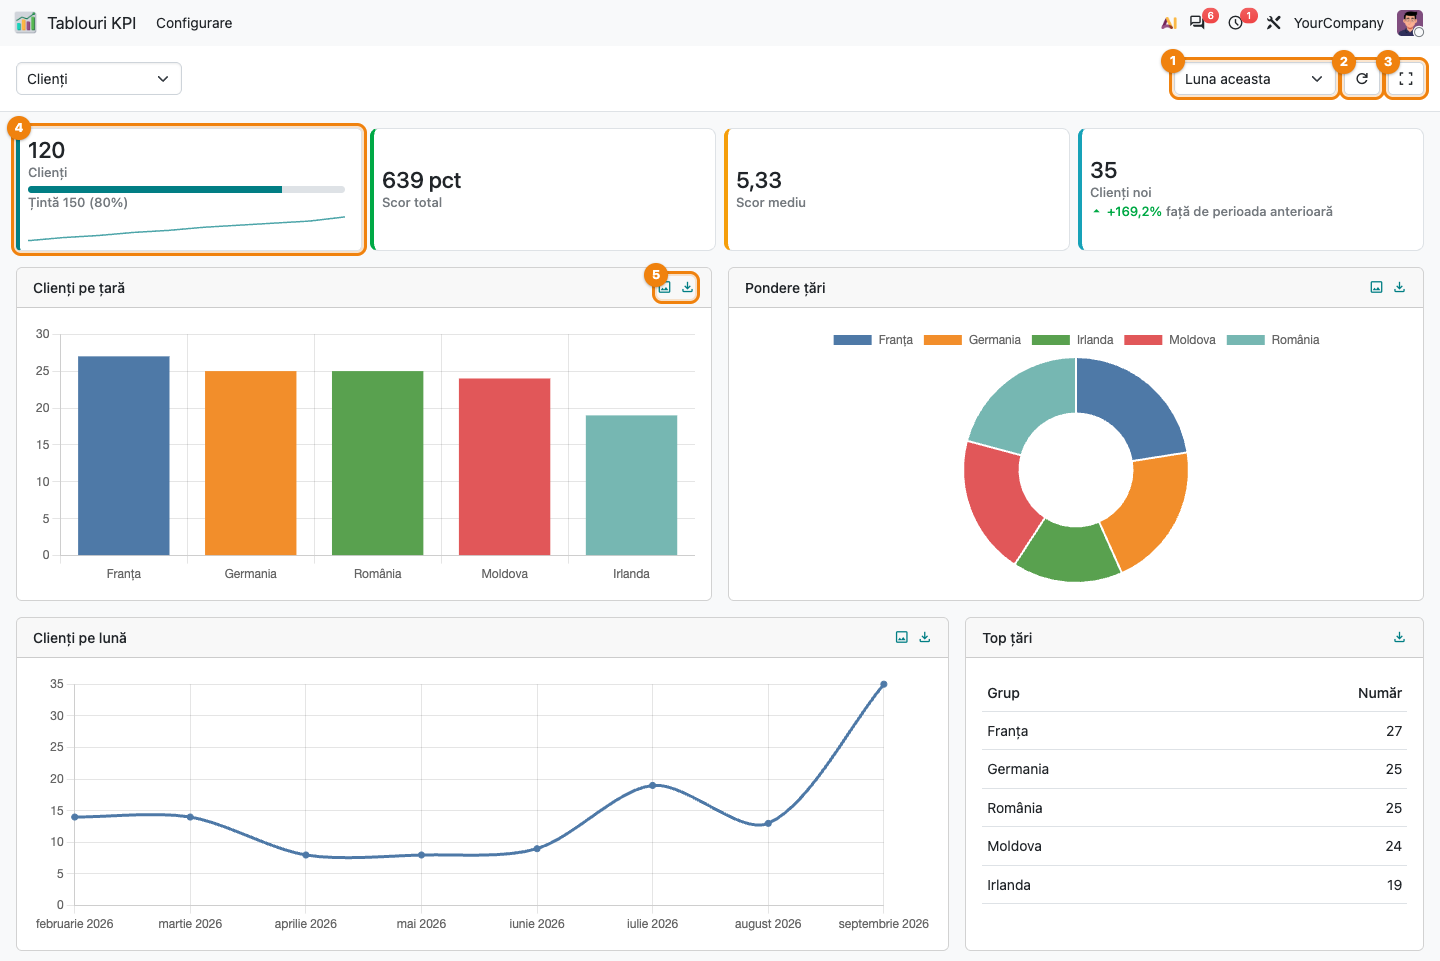 Tablouri KPI
Configurare
AI
6
1
YourCompany
Clienți
1
Luna aceasta
2
3
4
120
Clienți
Țintă 150 (80%)
639 pct
Scor total
5,33
Scor mediu
35
Clienți noi
+169,2% față de perioada anterioară
Clienți pe țară
5
30
25
20
15
10
5
0
Franța
Germania
România
Moldova
Irlanda
Pondere țări
Franța
Germania
Irlanda
Moldova
România
Clienți pe lună
35
30
25
20
15
10
5
0
februarie 2026
martie 2026
aprilie 2026
mai 2026
iunie 2026
iulie 2026
august 2026
septembrie 2026
Top țări
Grup Număr
Franța 27
Germania 25
România 25
Moldova 24
Irlanda 19